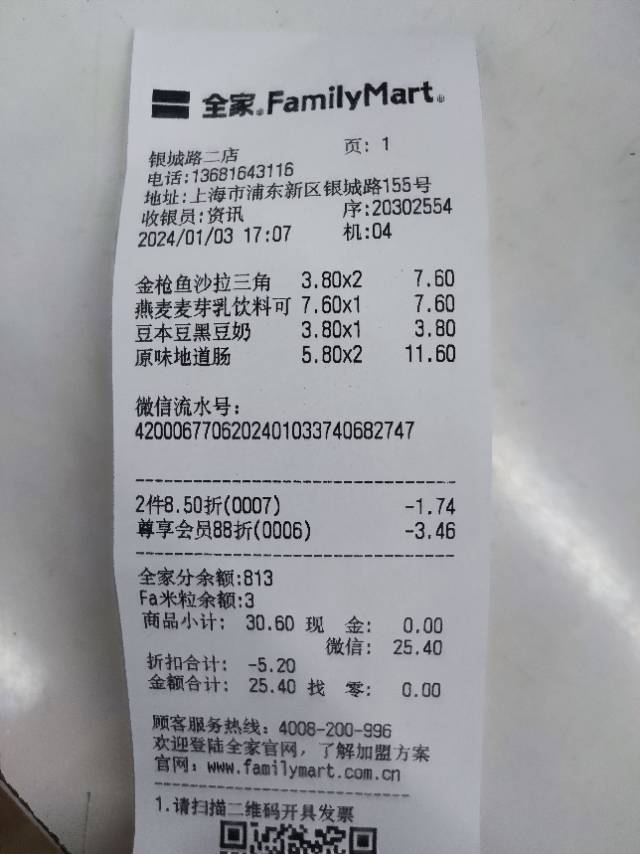 全家®FamilyMart®
银城路二店 页: 1
电话:13681643116
地址:上海市浦东新区银城路155号
收银员:资讯 序:20302554
2024/01/03 17:07 机:04
金枪鱼沙拉三角 3.80x2 7.60
燕麦麦芽乳饮料可 7.60x1 7.60
豆本豆黑豆奶 3.80x1 3.80
原味地道肠 5.80x2 11.60
微信流水号:
4200067706202401033740682747
2件8.50折(0007) -1.74
尊享会员88折(0006) -3.46
全家分余额:813
Fa米粒余额:3
商品小计: 30.60 现 金: 0.00
微信: 25.40
折扣合计: -5.20
金额合计: 25.40 找 零: 0.00
顾客服务热线: 4008-200-996
欢迎登陆全家官网, 了解加盟方案
官网: www.familymart.com.cn
1.请扫描二维码开具发票